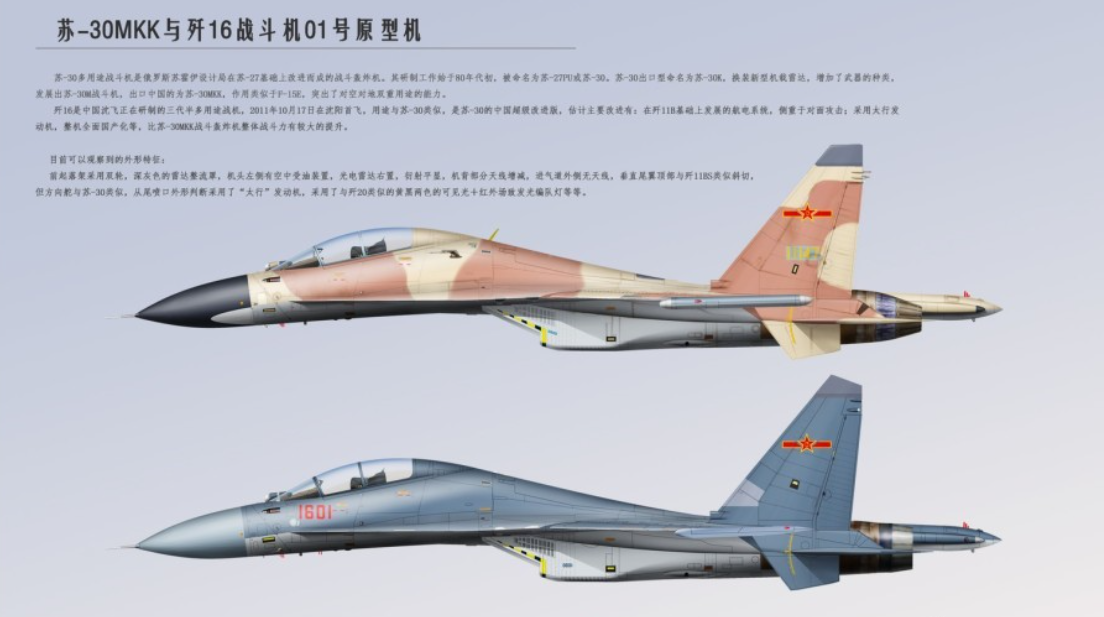 苏-30MKK与歼16战斗机01号原型机
苏-30多用途战斗机是俄罗斯苏霍伊设计局在苏-27基础上改进而成的战斗轰炸机。其研制工作始于80年代初，被命名为苏-27PU或苏-30。苏-30出口型命名为苏-30K，换装新型机载雷达，增加了武器的种类，
发展出苏-30M战斗机。出口中国的为苏-30MKK，作用类似于F-15E，突出了对空对地双重用途的能力。
歼16是中国沈飞正在研制的三代半多用途战机，2011年10月17日在沈阳首飞。用途与苏-30类似，是苏-30的中国超级改进版，估计主要改进有：在歼11B基础上发展的航电系统，侧重于对面攻击；采用太行发
动机，整机全面国产化等。比苏-30MKK战斗轰炸机整体战斗力有较大的提升。
目前可以观察到的外形特征：
前起落架采用双轮，深灰色的雷达整流罩，机头左侧有空中受油装置，光电雷达右置，衍射平显，机背部分天线增减，进气道外侧无天线，垂直尾翼顶部与歼11BS类似斜切，
但方向舵与苏-30类似，从尾喷口外形判断采用了“太行”发动机，采用了与歼20类似的黄黑两色的可见光+红外场致发光编队灯等等。
1601